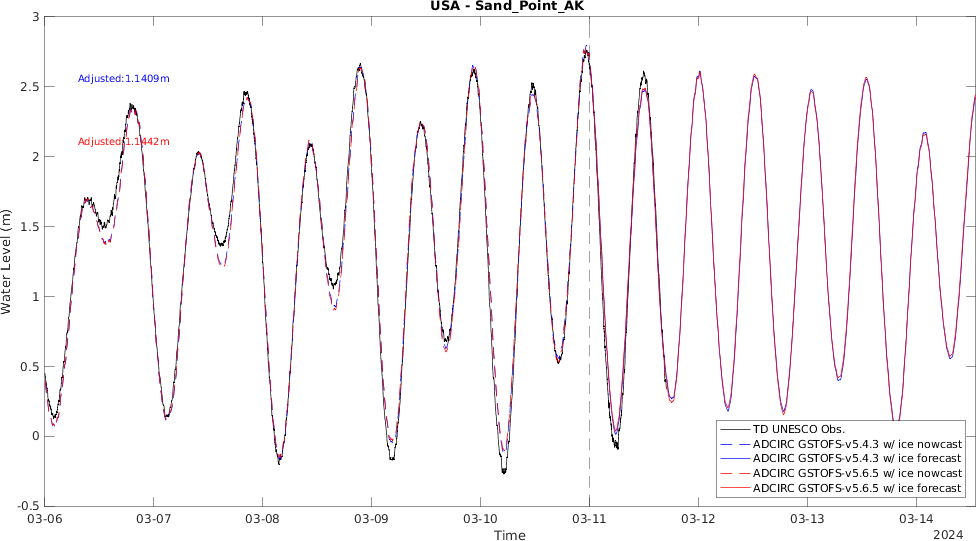 USA - Sand_Point_AK
3
2.5
2
1.5
1
0.5
0
-0.5
Water Level (m)
Adjusted:1.1409m
Adjusted:1.1442m
TD UNESCO Obs.
ADCIRC GSTOFS-v5.4.3 w/ ice nowcast
ADCIRC GSTOFS-v5.4.3 w/ ice forecast
ADCIRC GSTOFS-v5.6.5 w/ ice nowcast
ADCIRC GSTOFS-v5.6.5 w/ ice forecast
03-06 03-07 03-08 03-09 03-10 03-11 03-12 03-13 03-14
Time
2024